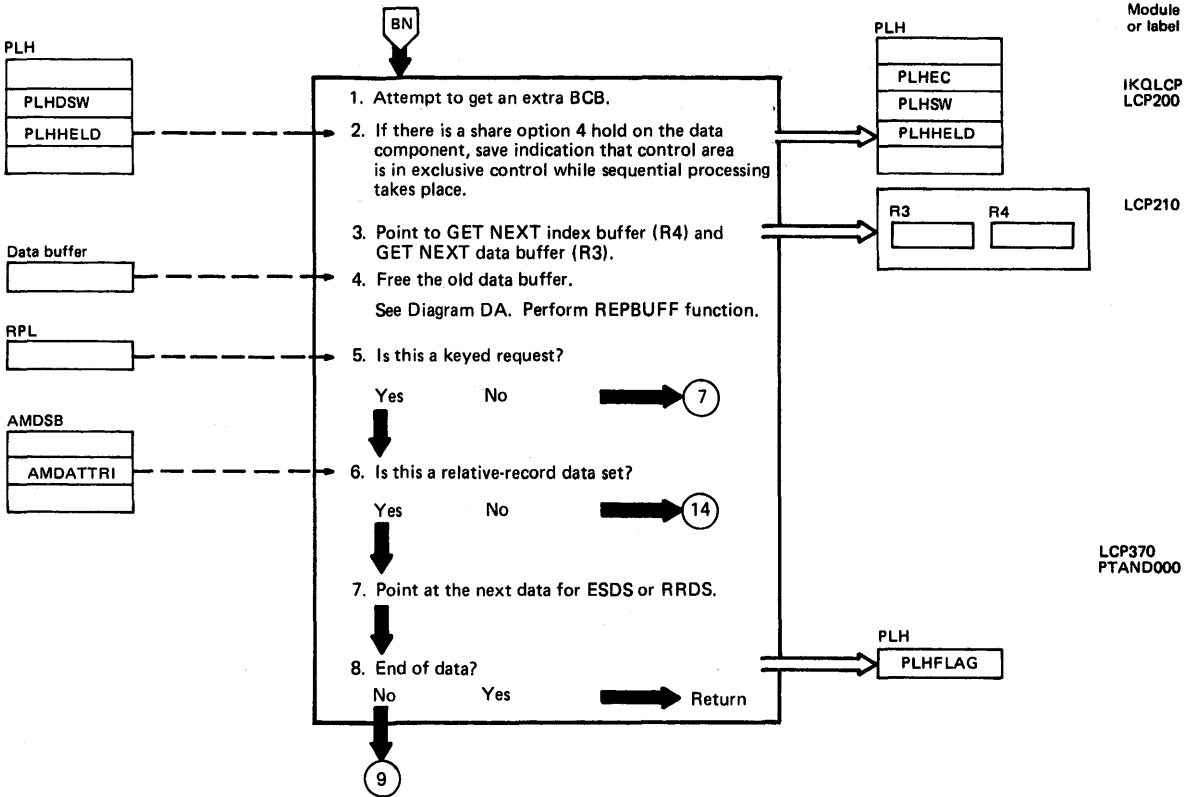 BN
Module
or label
PLH
PLHDSW
PLHHELD
PLH
PLHEC
PLHSW
PLHHELD
IKQLCP
LCP200
1. Attempt to get an extra BCB.
2. If there is a share option 4 hold on the data
component, save indication that control area
is in exclusive control while sequential processing
takes place.
3. Point to GET NEXT index buffer (R4) and
GET NEXT data buffer (R3).
R3 R4
LCP210
Data buffer
4. Free the old data buffer.
See Diagram DA. Perform REPBUFF function.
RPL
5. Is this a keyed request?
Yes No 7
AMDSB
AMDATTRI
6. Is this a relative-record data set?
Yes No 14
LCP370
PTAND000
7. Point at the next data for ESDS or RRDS.
8. End of data?
No Yes Return
PLH
PLHFLAG
9